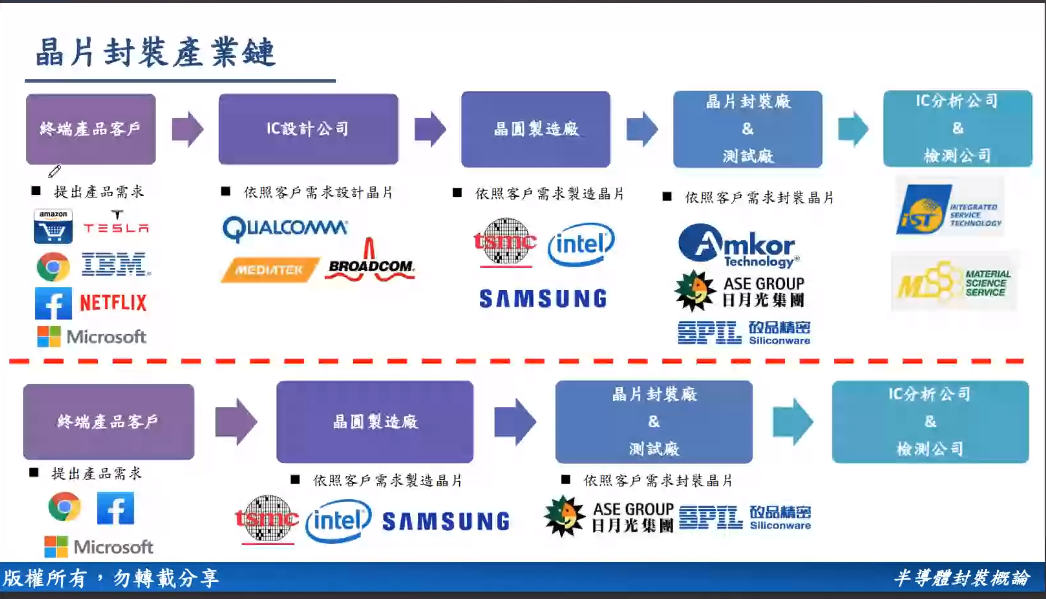 晶片封裝產業鏈
終端產品客戶
IC設計公司
晶圓製造廠
晶片封裝廠
&
測試廠
IC分析公司
&
檢測公司
■ 提出產品需求
■ 依照客戶需求設計晶片
■ 依照客戶需求製造晶片
■ 依照客戶需求封裝晶片
amazon
TESLA
IBM
f
NETFLIX
Microsoft
QUALCOMM
MEDIATEK
BROADCOM
tsmc
intel
SAMSUNG
Amkor
Technology®
ASE GROUP
日月光集團
SPIL 矽品精密
Siliconware
iST INTEGRATED
SERVICE
TECHNOLOGY
MSS MATERIAL
SCIENCE
SERVICE
終端產品客戶
晶圓製造廠
晶片封裝廠
&
測試廠
IC分析公司
&
檢測公司
■ 提出產品需求
■ 依照客戶需求製造晶片
■ 依照客戶需求封裝晶片
f
Microsoft
tsmc
intel
SAMSUNG
ASE GROUP
日月光集團
SPIL 矽品精密
Siliconware
版權所有，勿轉載分享
半導體封裝概論